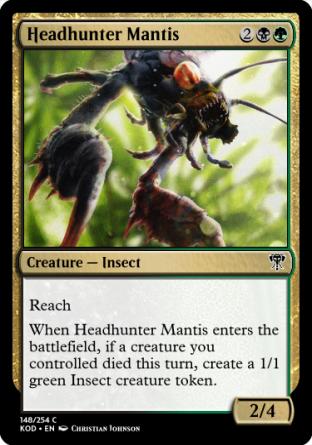 Headhunter Mantis 2
Creature — Insect
Reach
When Headhunter Mantis enters the
battlefield, if a creature you
controlled died this turn, create a 1/1
green Insect creature token.
2/4
148/254 C
KOD • EN Christian Johnson